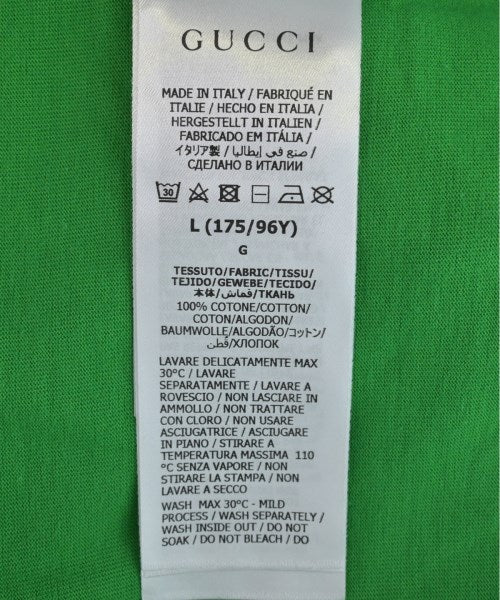 GUCCI
MADE IN ITALY / FABRIQUÉ EN
ITALIE / HECHO EN ITALIA /
HERGESTELLT IN ITALIEN /
FABRICADO EM ITÁLIA /
イタリア製 / صنع في إيطاليا /
СДЕЛАНО В ИТАЛИИ
30
L (175/96Y)
G
TESSUTO/FABRIC/TISSU/
TEJIDO/GEWEBE/TECIDO/
本体/قماش/ТКАНЬ
100% COTONE/COTTON/
COTON/ALGODON/
BAUMWOLLE/ALGODÃO/コットン/
قطن/ХЛОПОК
LAVARE DELICATAMENTE MAX
30°C / LAVARE
SEPARATAMENTE / LAVARE A
ROVESCIO / NON LASCIARE IN
AMMOLLO / NON TRATTARE
CON CLORO / NON USARE
ASCIUGATRICE / ASCIUGARE
IN PIANO / STIRARE A
TEMPERATURA MASSIMA 110
°C SENZA VAPORE / NON
STIRARE LA STAMPA / NON
LAVARE A SECCO
WASH MAX 30°C - MILD
PROCESS / WASH SEPARATELY /
WASH INSIDE OUT / DO NOT
SOAK / DO NOT BLEACH / DO